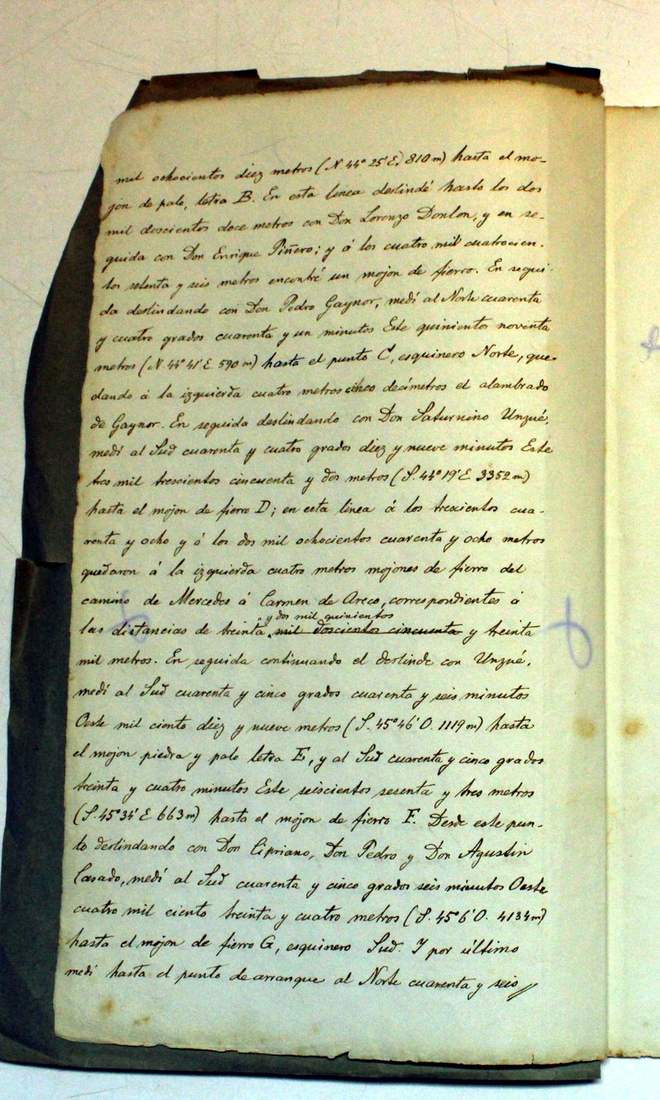 mil ochocientos diez metros (N 44° 25' E, 810 m) hasta el mo-
jon de palo, letra B. En esta linea deslindé hasta los dos
mil doscientos doce metros con Don Lorenzo Donlon, y en se-
guida con Don Enrique Piñero; y á los cuatro mil cuatrocien-
tos setenta y seis metros encontré un mojon de fierro. En segui-
da deslindando con Don Pedro Gaynor, medí al Norte cuarenta
y cuatro grados cuarenta y un minutos Este quinientos noventa
metros (N 44° 41' E 590 m) hasta el punto C, esquinero Norte, que-
dando á la izquierda cuatro metros cinco decímetros el alambrado
de Gaynor. En seguida deslindando con Don Saturnino Unzué,
medí al Sud cuarenta y cuatro grados diez y nueve minutos Este
tres mil trescientos cincuenta y dos metros (S. 44° 19' E 3352 m)
hasta el mojon de fierro D; en esta linea á los trescientos cua-
renta y ocho y á los dos mil ochocientos cuarenta y ocho metros
quedaron á la izquierda cuatro metros mojones de fierro del
camino de Mercedes á Carmen de Areco, correspondientes á
y dos mil quinientos
las distancias de treinta mil doscientos cincuenta y treinta
mil metros. En seguida continuando el deslinde con Unzué,
medí al Sud cuarenta y cinco grados cuarenta y seis minutos
Oeste mil ciento diez y nueve metros (S. 45° 46' O. 1119 m) hasta
el mojon piedra y palo letra E, y al Sud cuarenta y cinco grados
treinta y cuatro minutos Este seiscientos sesenta y tres metros
(S. 45° 34' E. 663 m) hasta el mojon de fierro F. Desde este pun-
to deslindando con Don Cipriano, Don Pedro y Don Agustin
Casado, medí al Sud cuarenta y cinco grados seis minutos Oeste
cuatro mil ciento treinta y cuatro metros (S. 45° 6' O. 4134 m)
hasta el mojon de fierro G, esquinero Sud. Y por último
medí hasta el punto de arranque al Norte cuarenta y seis